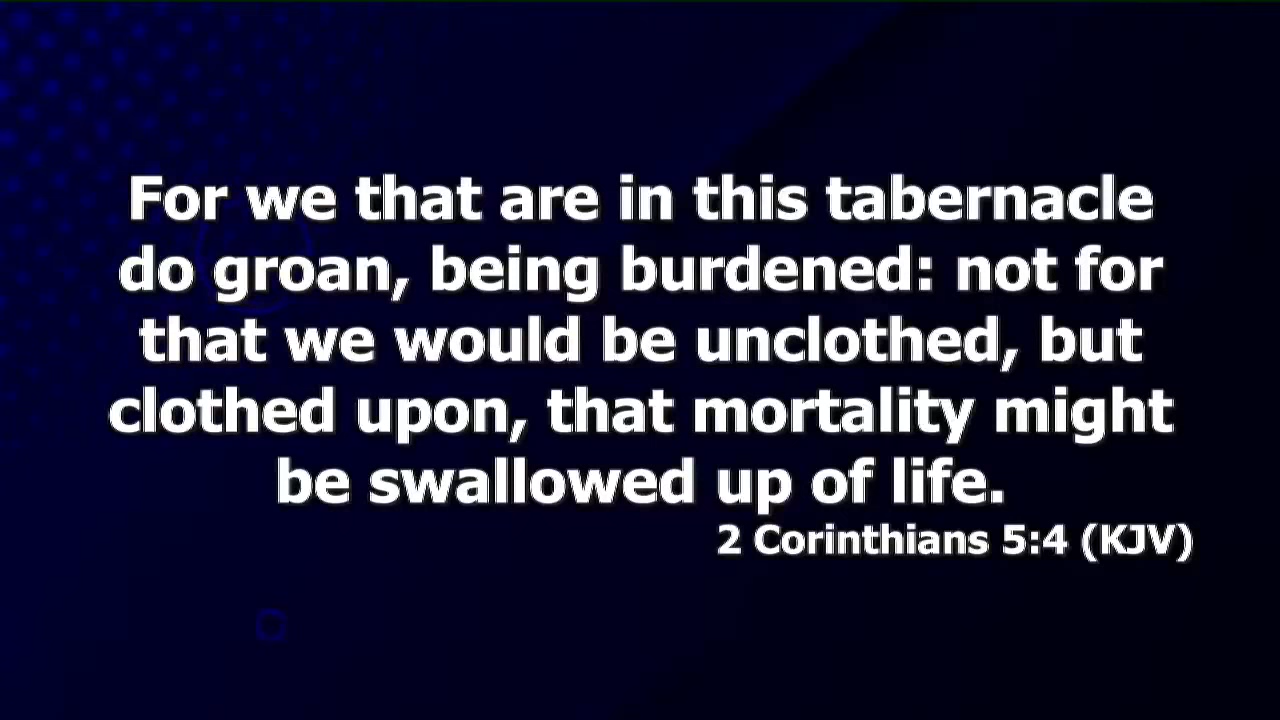 For we that are in this tabernacle
do groan, being burdened: not for
that we would be unclothed, but
clothed upon, that mortality might
be swallowed up of life.
2 Corinthians 5:4 (KJV)